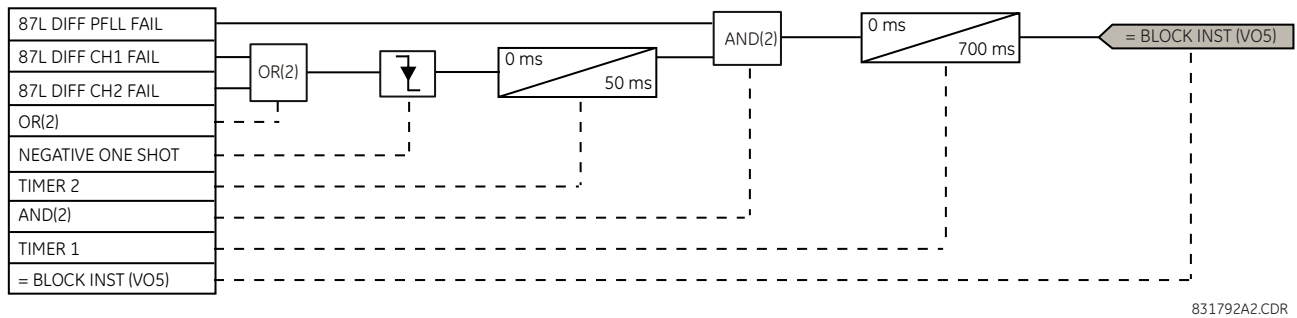 87L DIFF PFLL FAIL
87L DIFF CH1 FAIL
87L DIFF CH2 FAIL
OR(2)
NEGATIVE ONE SHOT
TIMER 2
AND(2)
TIMER 1
= BLOCK INST (VO5)
OR(2)
0 ms
50 ms
AND(2)
0 ms
700 ms
= BLOCK INST (VO5)
831792A2.CDR